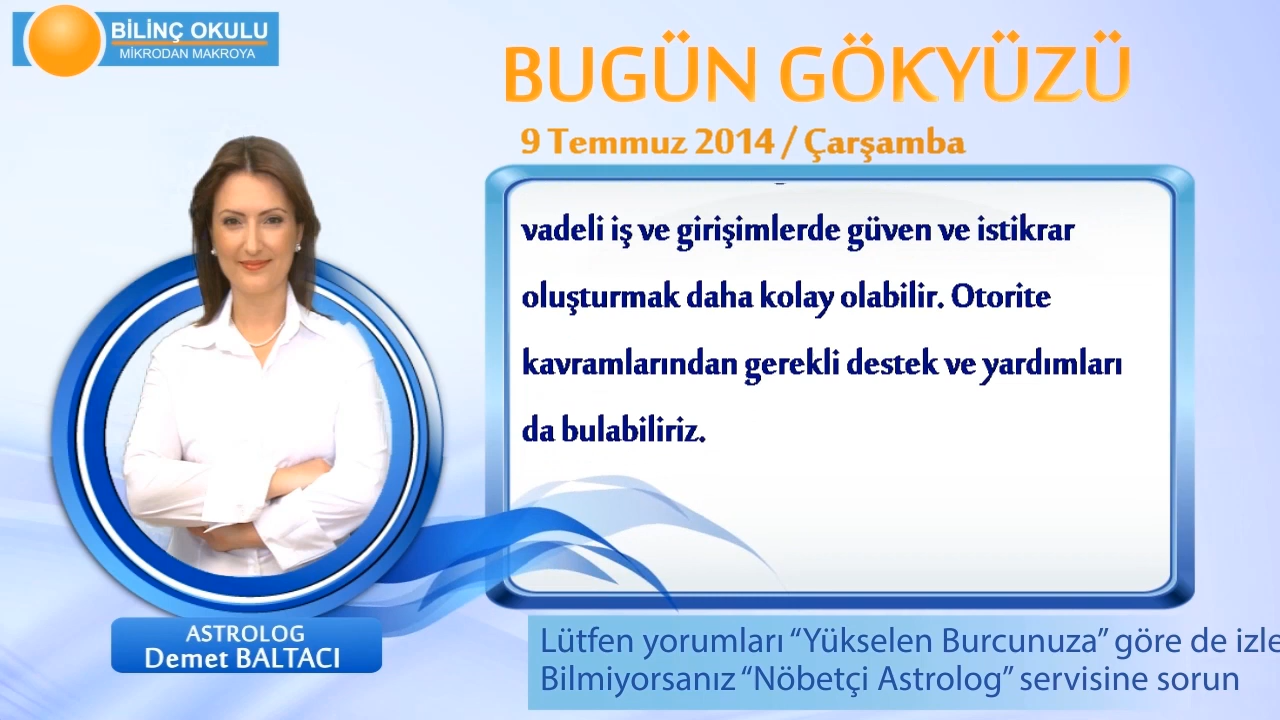 BİLİNÇ OKULU
MİKRODAN MAKROYA
BUGÜN GÖKYÜZÜ
9 Temmuz 2014 / Çarşamba
vadeli iş ve girişimlerde güven ve istikrar
oluşturmak daha kolay olabilir. Otorite
kavramlarından gerekli destek ve yardımları
da bulabiliriz.
ASTROLOG
Demet BALTACI
Lütfen yorumları “Yükselen Burcunuza” göre de izle
Bilmiyorsanız “Nöbetçi Astrolog” servisine sorun